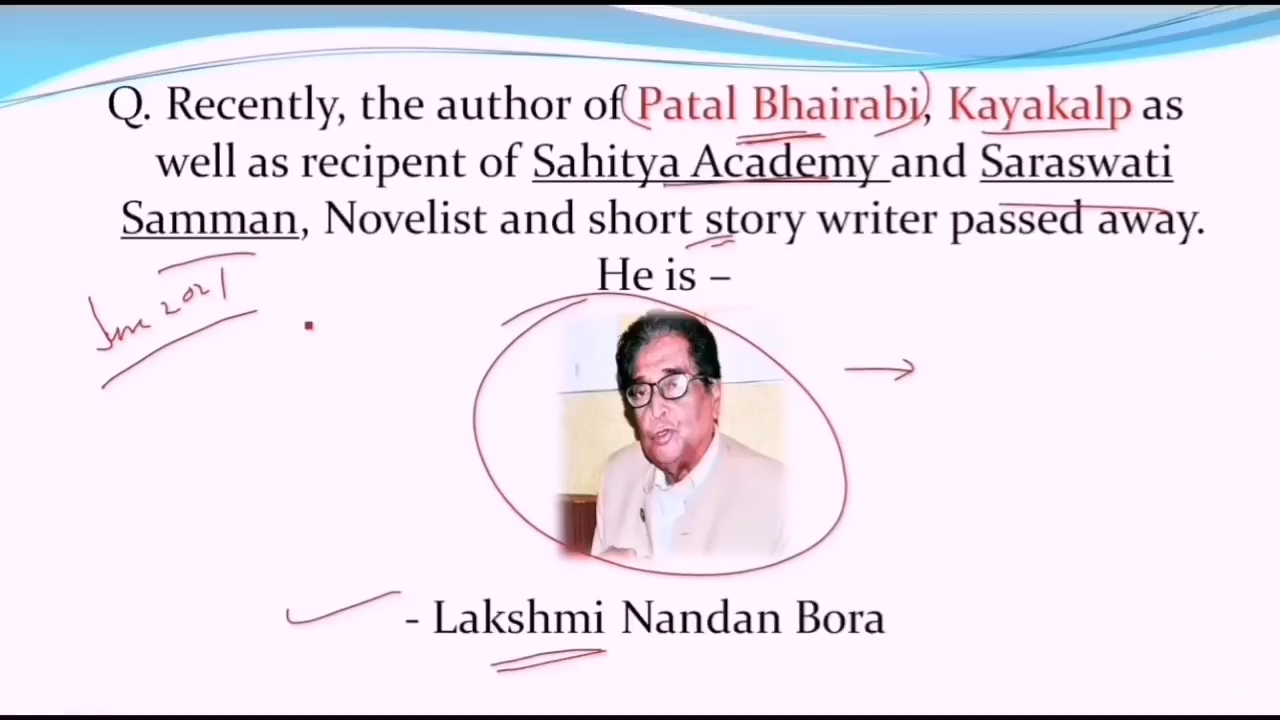 Q. Recently, the author of Patal Bhairabi, Kayakalp as
well as recipent of Sahitya Academy and Saraswati
Samman, Novelist and short story writer passed away.
He is –
June 2021
- Lakshmi Nandan Bora